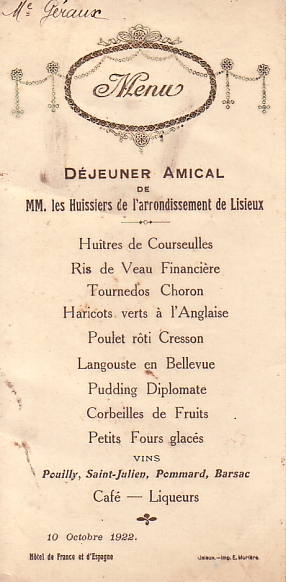 Me Géraux
Menu
DÉJEUNER AMICAL
DE
MM. les Huissiers de l'arrondissement de Lisieux
Huîtres de Courseulles
Ris de Veau Financière
Tournedos Choron
Haricots verts à l'Anglaise
Poulet rôti Cresson
Langouste en Bellevue
Pudding Diplomate
Corbeilles de Fruits
Petits Fours glacés
VINS
Pouilly, Saint-Julien, Pommard, Barsac
Café — Liqueurs
10 Octobre 1922.
Hôtel de France et d'Espagne
Lisieux.—Imp. E. Morière.